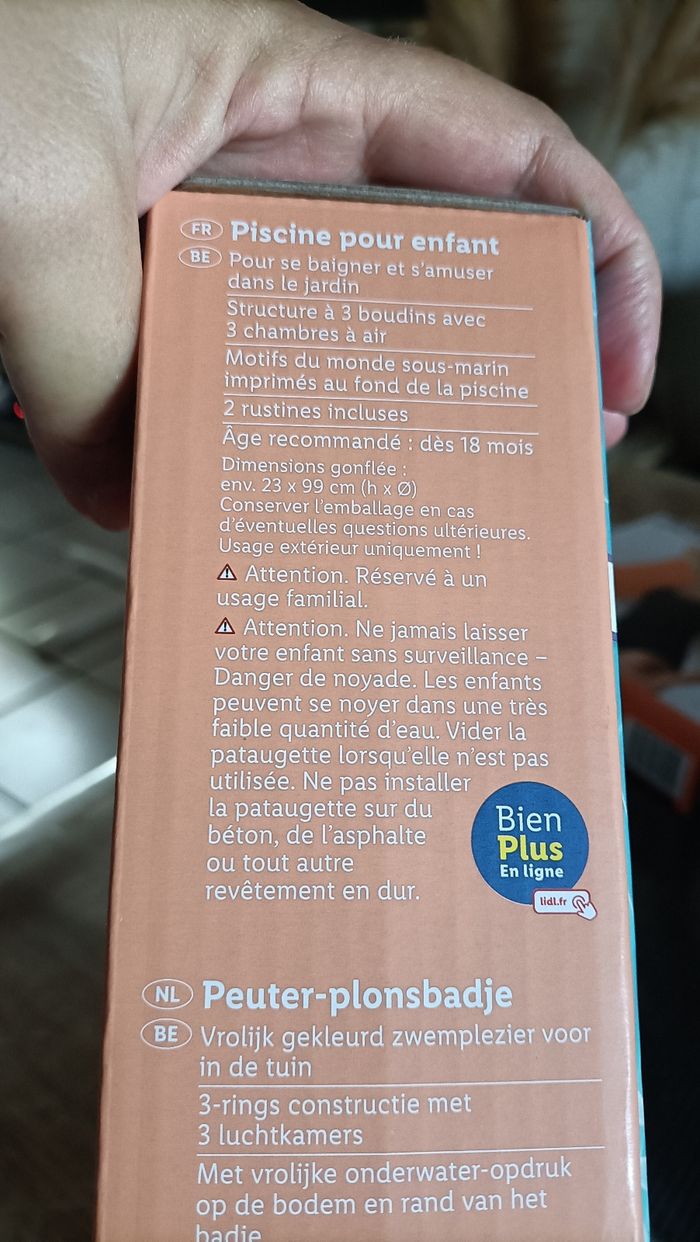 FR Piscine pour enfant
BE Pour se baigner et s'amuser
dans le jardin
Structure à 3 boudins avec
3 chambres à air
Motifs du monde sous-marin
imprimés au fond de la piscine
2 rustines incluses
Âge recommandé : dès 18 mois
Dimensions gonflée :
env. 23 x 99 cm (h x Ø)
Conserver l'emballage en cas
d'éventuelles questions ultérieures.
Usage extérieur uniquement !
Attention. Réservé à un
usage familial.
Attention. Ne jamais laisser
votre enfant sans surveillance –
Danger de noyade. Les enfants
peuvent se noyer dans une très
faible quantité d'eau. Vider la
pataugette lorsqu'elle n'est pas
utilisée. Ne pas installer
la pataugette sur du
béton, de l'asphalte
ou tout autre
revêtement en dur.
Bien
Plus
En ligne
lidl.fr
NL Peuter-plonsbadje
BE Vrolijk gekleurd zwemplezier voor
in de tuin
3-rings constructie met
3 luchtkamers
Met vrolijke onderwater-opdruk
op de bodem en rand van het
badje